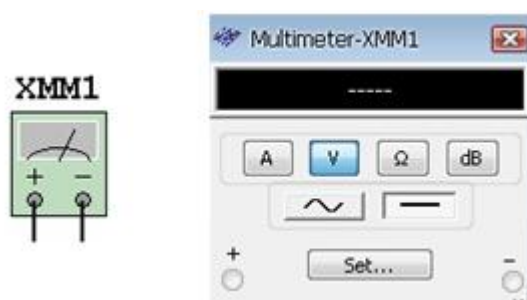 Multimeter-XMM1
XMM1
-----
A V Ω dB
+ -
+ -
Set...